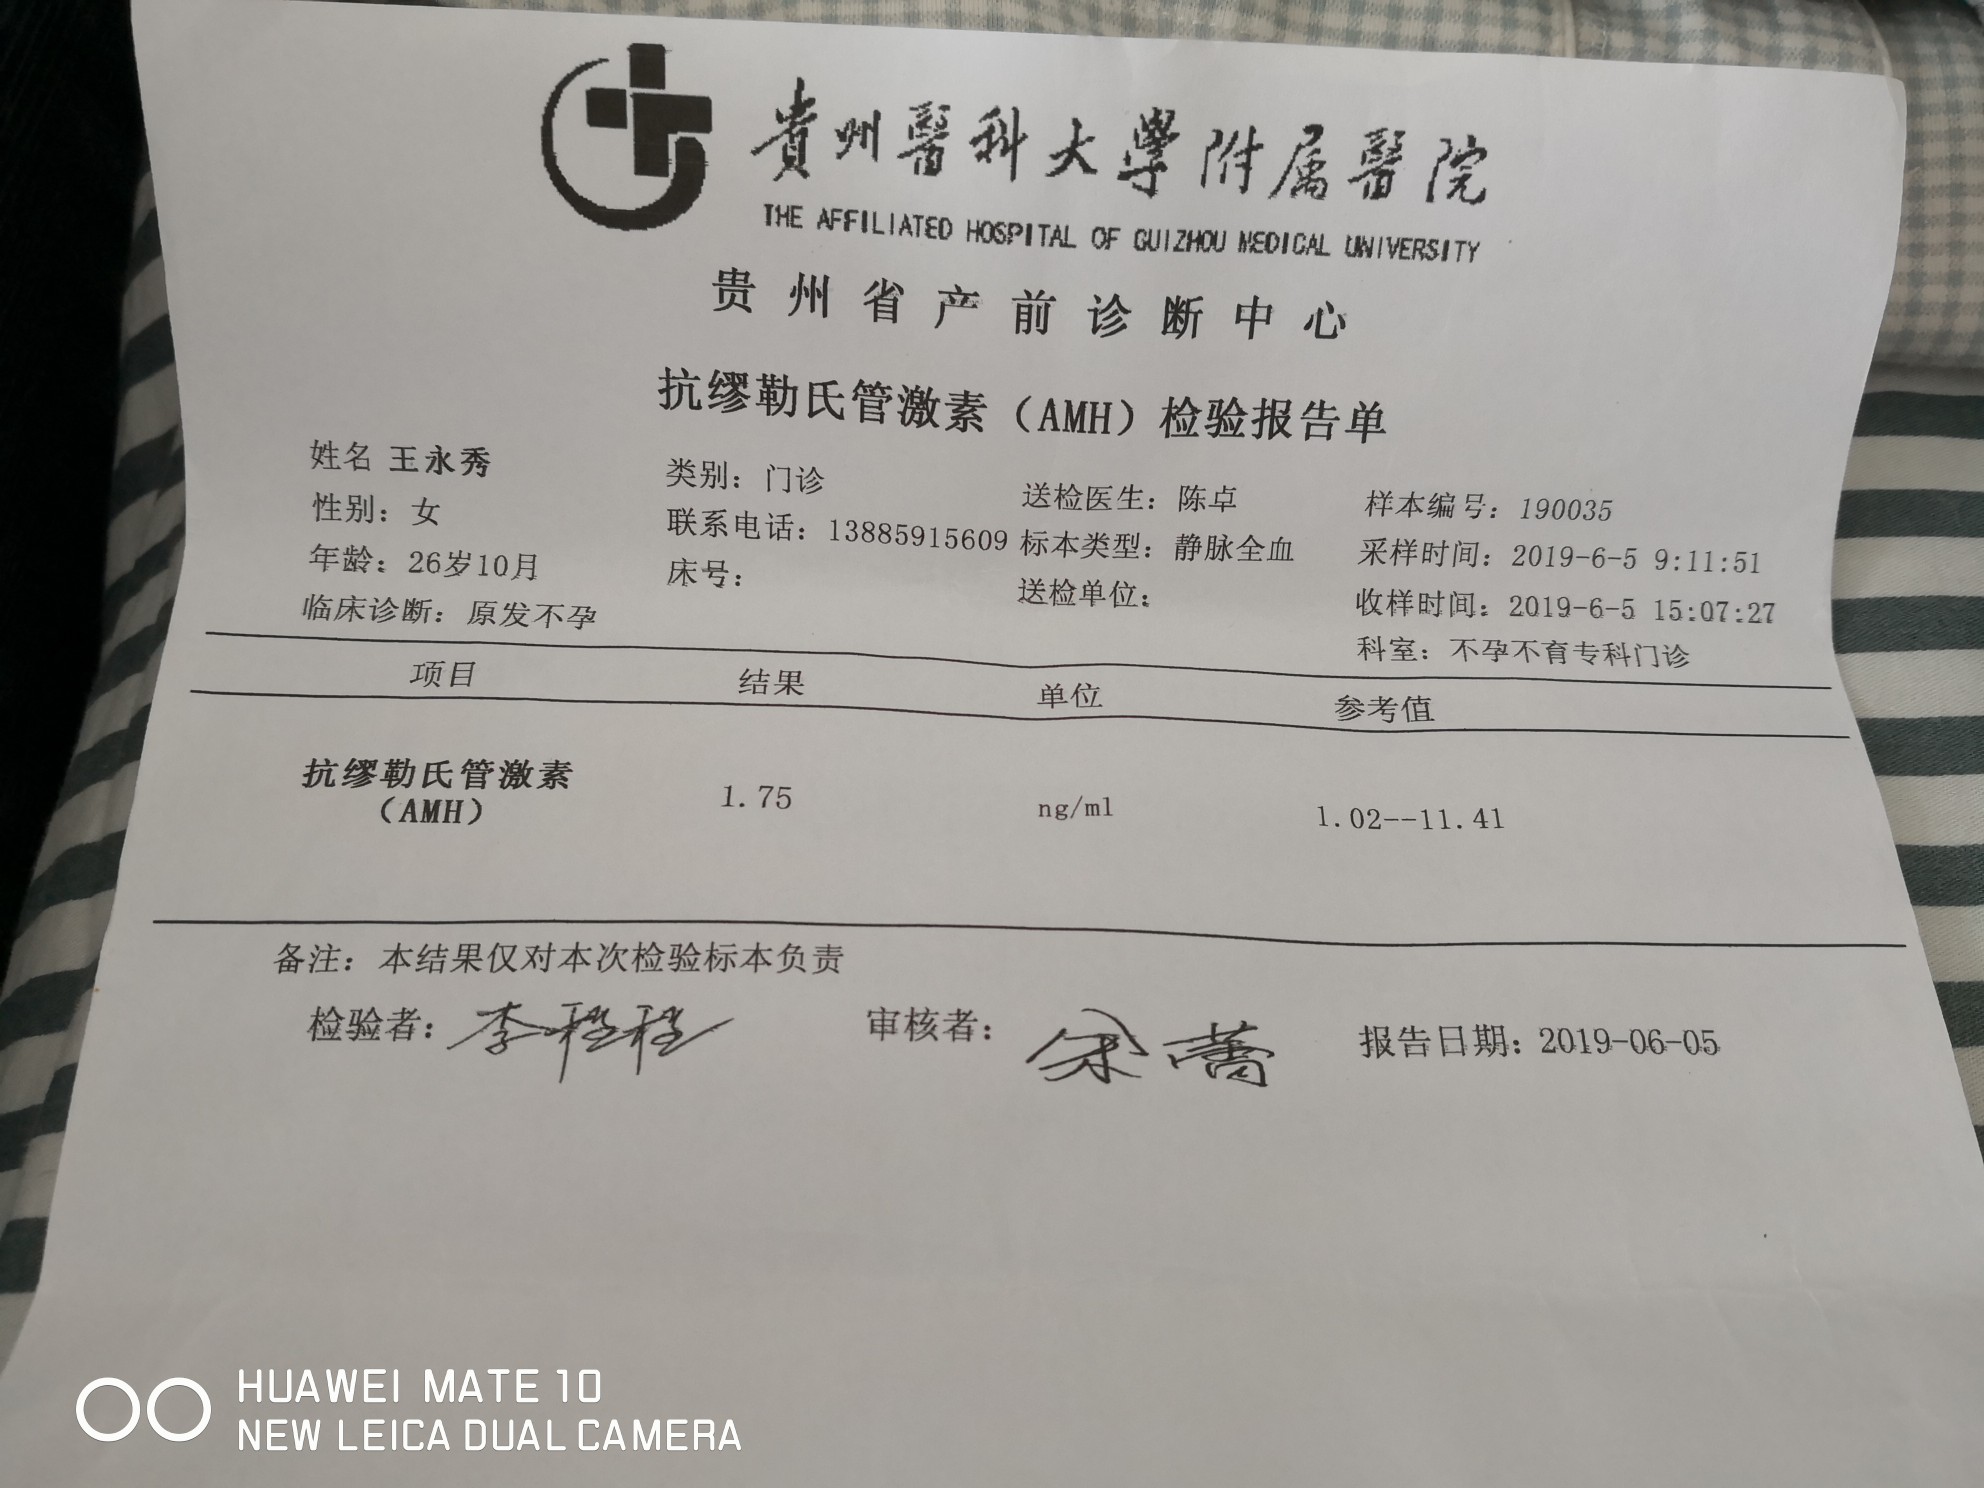 貴州醫科大學附属醫院
THE AFFILIATED HOSPITAL OF GUIZHOU MEDICAL UNIVERSITY
贵州省产前诊断中心
抗缪勒氏管激素（AMH）检验报告单
姓名 王永秀 类别：门诊 送检医生：陈卓 样本编号：190035
性别：女 联系电话：13885915609 标本类型：静脉全血 采样时间：2019-6-5 9:11:51
年龄：26岁10月 床号： 送检单位： 收样时间：2019-6-5 15:07:27
临床诊断：原发不孕 科室：不孕不育专科门诊
项目 结果 单位 参考值
抗缪勒氏管激素
（AMH） 1.75 ng/ml 1.02--11.41
备注：本结果仅对本次检验标本负责
检验者： 审核者： 报告日期：2019-06-05
HUAWEI MATE 10
NEW LEICA DUAL CAMERA